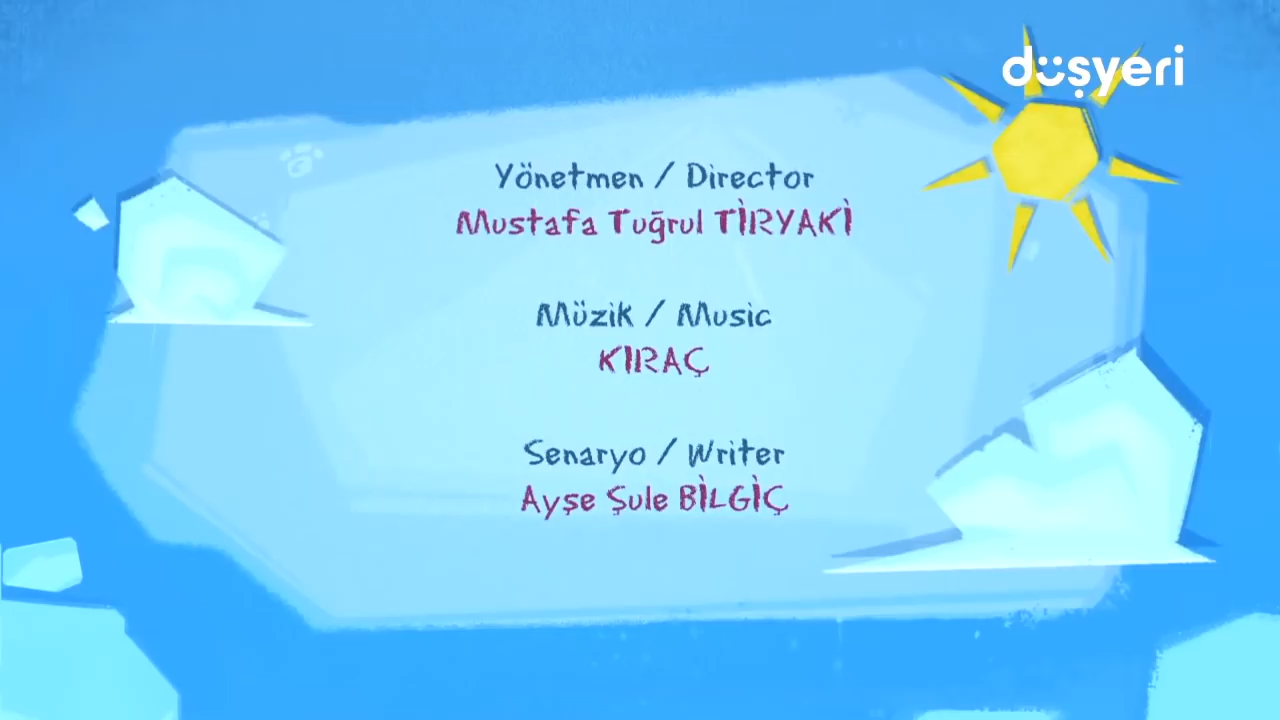 düşyeri
Yönetmen / Director
Mustafa Tuğrul TİRYAKİ
Müzik / Music
KIRAÇ
Senaryo / Writer
Ayşe Şule BİLGİÇ